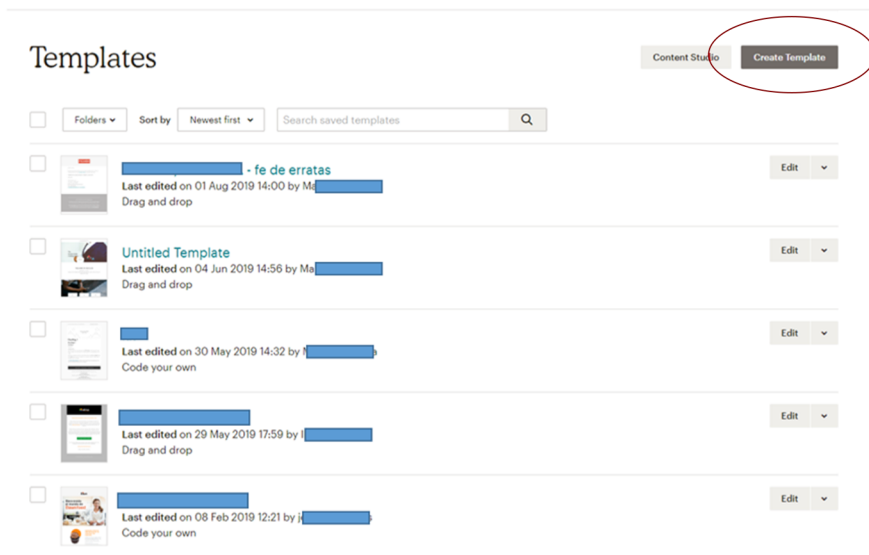 Templates
Content Studio
Create Template
Folders
Sort by
Newest first
Search saved templates
- fe de erratas
Last edited on 01 Aug 2019 14:00 by Ma
Drag and drop
Edit
Untitled Template
Last edited on 04 Jun 2019 14:56 by Ma
Drag and drop
Edit
Last edited on 30 May 2019 14:32 by
Code your own
Edit
Last edited on 29 May 2019 17:59 by
Drag and drop
Edit
Last edited on 08 Feb 2019 12:21 by
Code your own
Edit